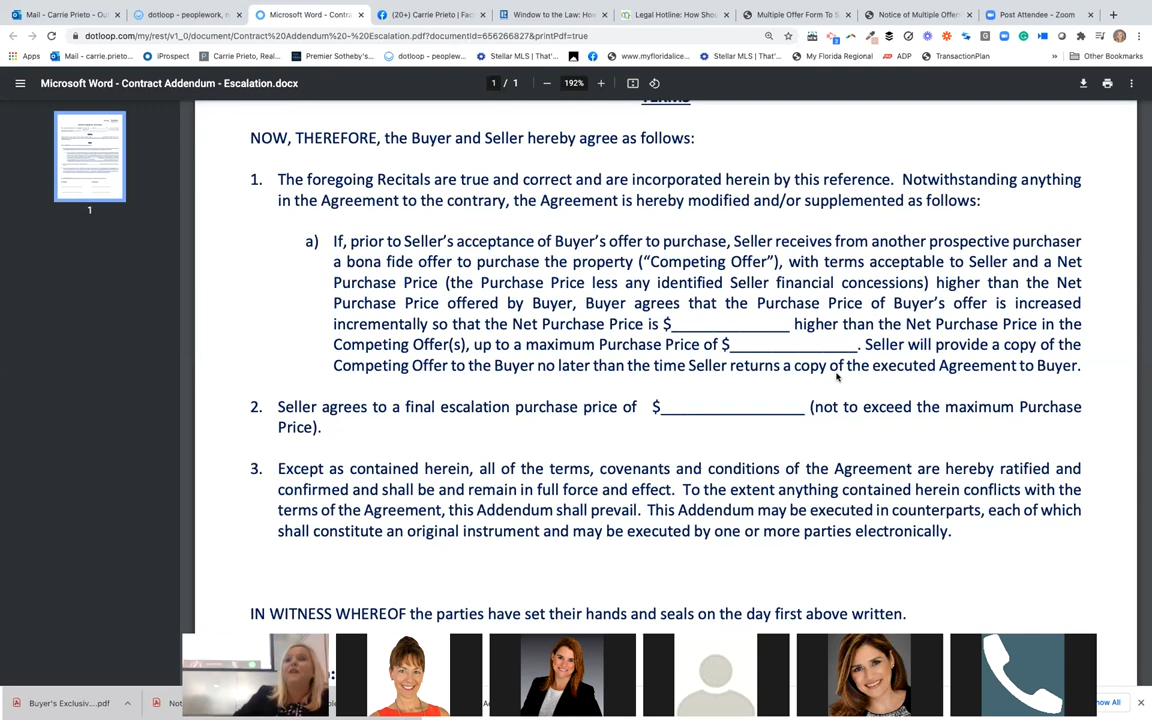 Mail - Carrie Prieto - Out
dotloop - peoplework, n
Microsoft Word - Contra
(20+) Carrie Prieto | Fac
Window to the Law: How
Legal Hotline: How Shou
Multiple Offer Form To S
Notice of Multiple Offer
Post Attendee - Zoom
dotloop.com/my/rest/v1_0/document/Contract%20Addendum%20-%20Escalation.pdf?documentId=656266827&printPdf=true
Apps
Mail - carrie.prieto...
iProspect
Carrie Prieto, Real...
Premier Sotheby's...
dotloop - peoplew...
Stellar MLS | That'...
www.myfloridalice...
Stellar MLS | That'...
My Florida Regional
ADP
TransactionPlan
»
Other Bookmarks
Microsoft Word - Contract Addendum - Escalation.docx
1 / 1
192%
1
TERMS
NOW, THEREFORE, the Buyer and Seller hereby agree as follows:
1. The foregoing Recitals are true and correct and are incorporated herein by this reference. Notwithstanding anything
in the Agreement to the contrary, the Agreement is hereby modified and/or supplemented as follows:
a) If, prior to Seller's acceptance of Buyer's offer to purchase, Seller receives from another prospective purchaser
a bona fide offer to purchase the property ("Competing Offer"), with terms acceptable to Seller and a Net
Purchase Price (the Purchase Price less any identified Seller financial concessions) higher than the Net
Purchase Price offered by Buyer, Buyer agrees that the Purchase Price of Buyer's offer is increased
incrementally so that the Net Purchase Price is $______________ higher than the Net Purchase Price in the
Competing Offer(s), up to a maximum Purchase Price of $_______________. Seller will provide a copy of the
Competing Offer to the Buyer no later than the time Seller returns a copy of the executed Agreement to Buyer.
2. Seller agrees to a final escalation purchase price of $_________________ (not to exceed the maximum Purchase
Price).
3. Except as contained herein, all of the terms, covenants and conditions of the Agreement are hereby ratified and
confirmed and shall be and remain in full force and effect. To the extent anything contained herein conflicts with the
terms of the Agreement, this Addendum shall prevail. This Addendum may be executed in counterparts, each of which
shall constitute an original instrument and may be executed by one or more parties electronically.
IN WITNESS WHEREOF the parties have set their hands and seals on the day first above written.
Buyer's Exclusiv....pdf
Not